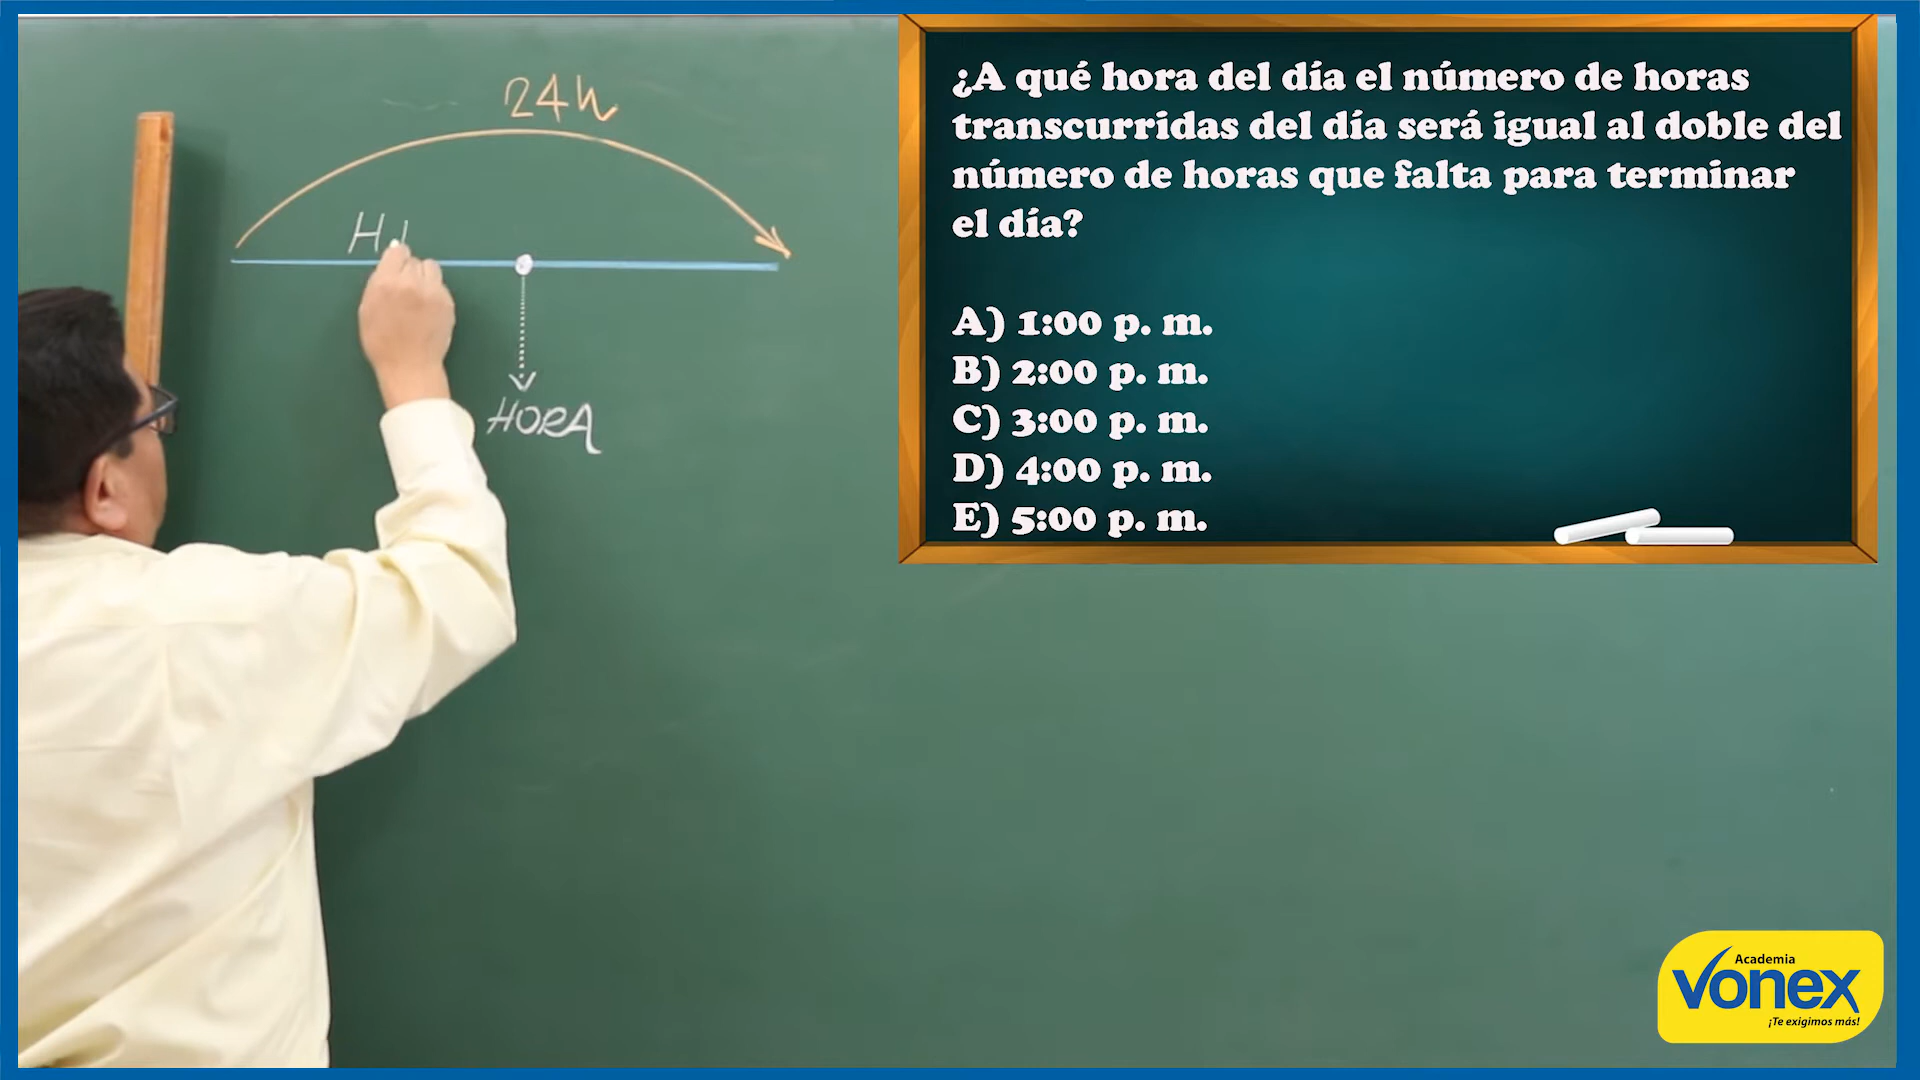 24h
H
HORA
¿A qué hora del día el número de horas
transcurridas del día será igual al doble del
número de horas que falta para terminar
el día?
A) 1:00 p. m.
B) 2:00 p. m.
C) 3:00 p. m.
D) 4:00 p. m.
E) 5:00 p. m.
Academia
vonex
¡Te exigimos más!